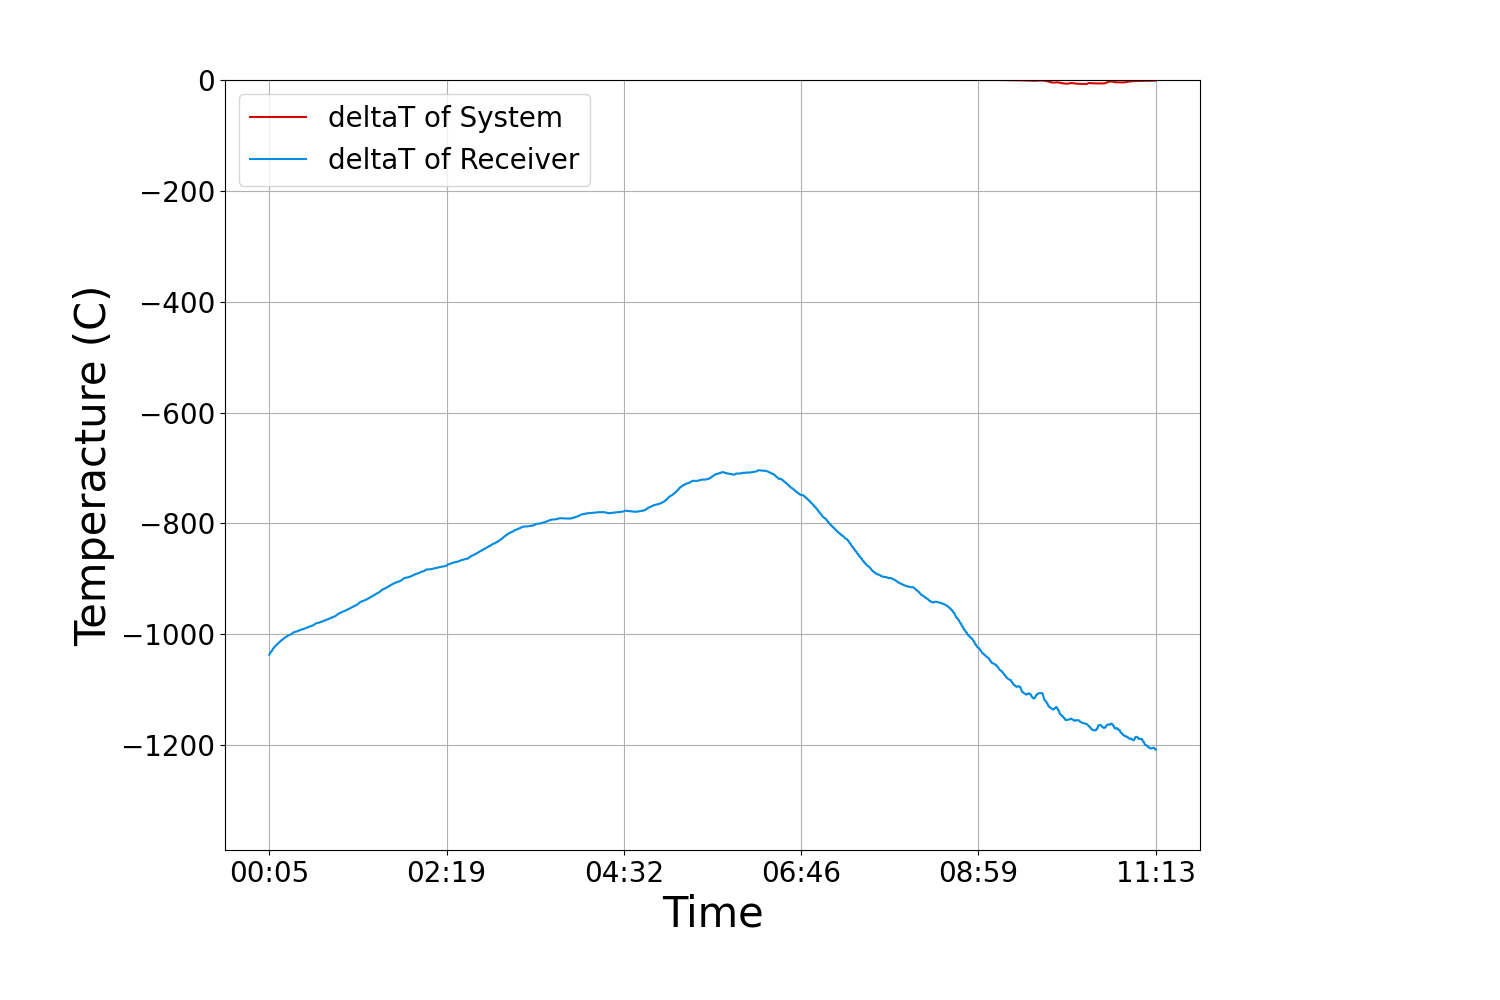 0
−200
−400
−600
−800
−1000
−1200
Temperacture (C)
deltaT of System
deltaT of Receiver
00:05 02:19 04:32 06:46 08:59 11:13
Time